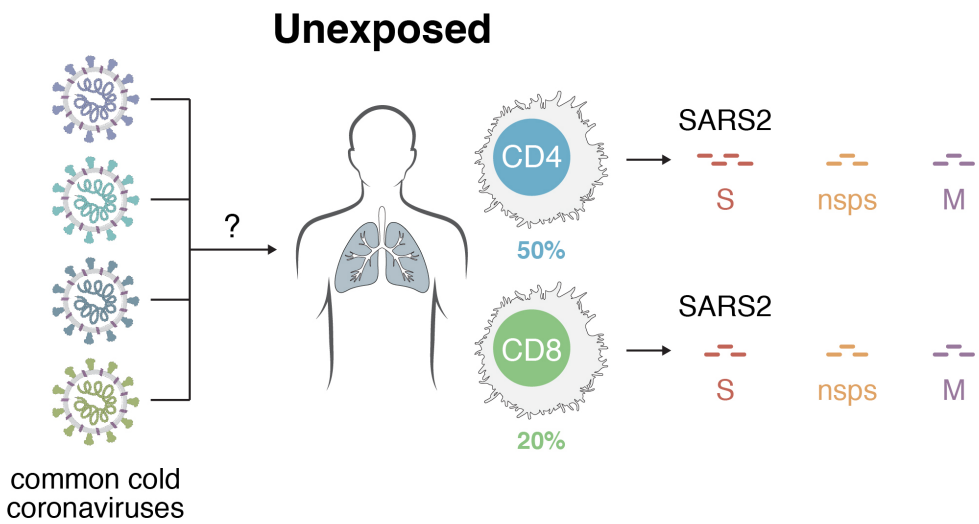 Unexposed
?
common cold
coronaviruses
CD4
50%
SARS2
S nsps M
CD8
20%
SARS2
S nsps M